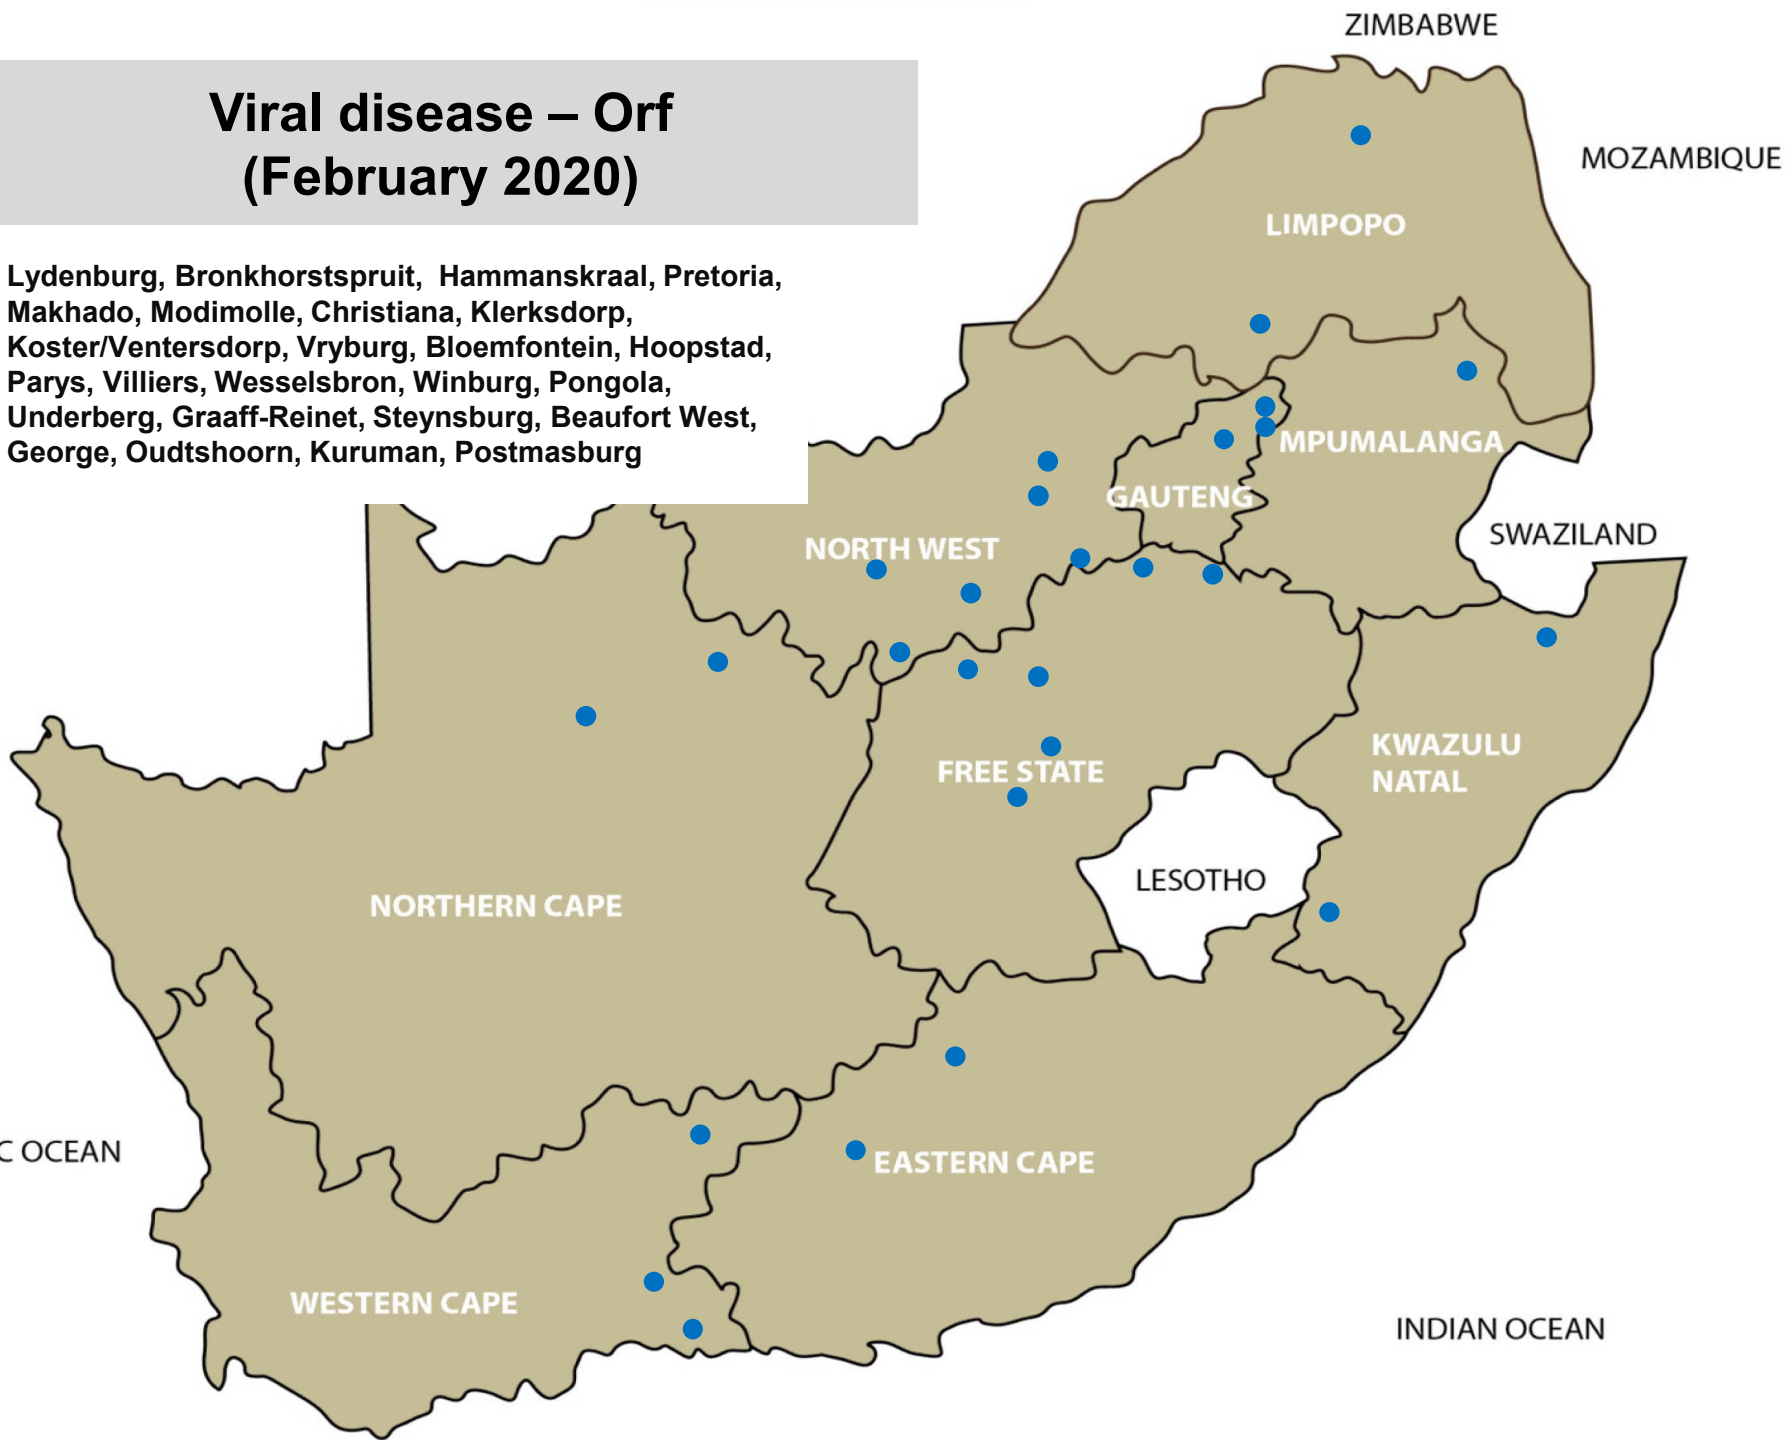 Viral disease – Orf
(February 2020)
Lydenburg, Bronkhorstspruit, Hammanskraal, Pretoria,
Makhado, Modimolle, Christiana, Klerksdorp,
Koster/Ventersdorp, Vryburg, Bloemfontein, Hoopstad,
Parys, Villiers, Wesselsbron, Winburg, Pongola,
Underberg, Graaff-Reinet, Steynsburg, Beaufort West,
George, Oudtshoorn, Kuruman, Postmasburg
ZIMBABWE
MOZAMBIQUE
LIMPOPO
MPUMALANGA
GAUTENG
SWAZILAND
NORTH WEST
KWAZULU
NATAL
FREE STATE
LESOTHO
NORTHERN CAPE
C OCEAN
EASTERN CAPE
WESTERN CAPE
INDIAN OCEAN